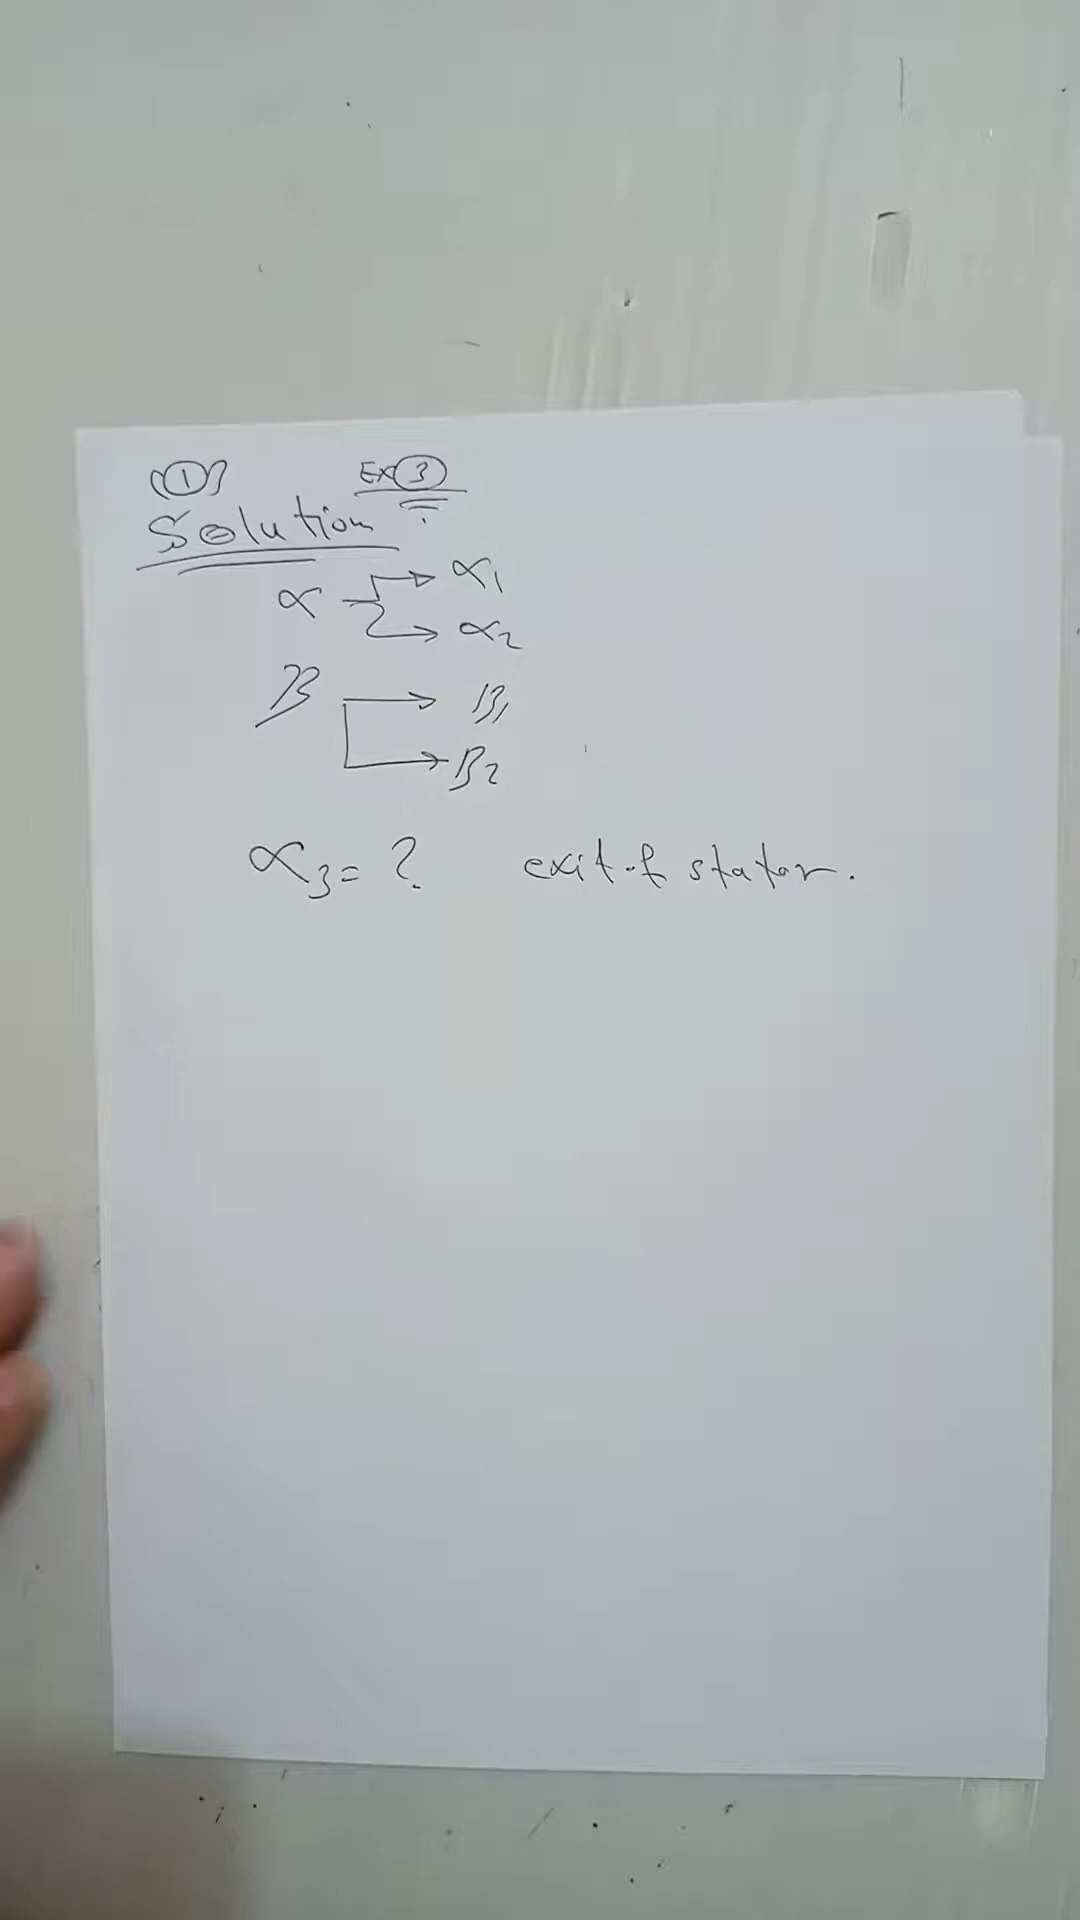 (1) Ex 3
Solution
α → α1
→ α2
β → β1
→ β2
α3 = ? exit of stator.